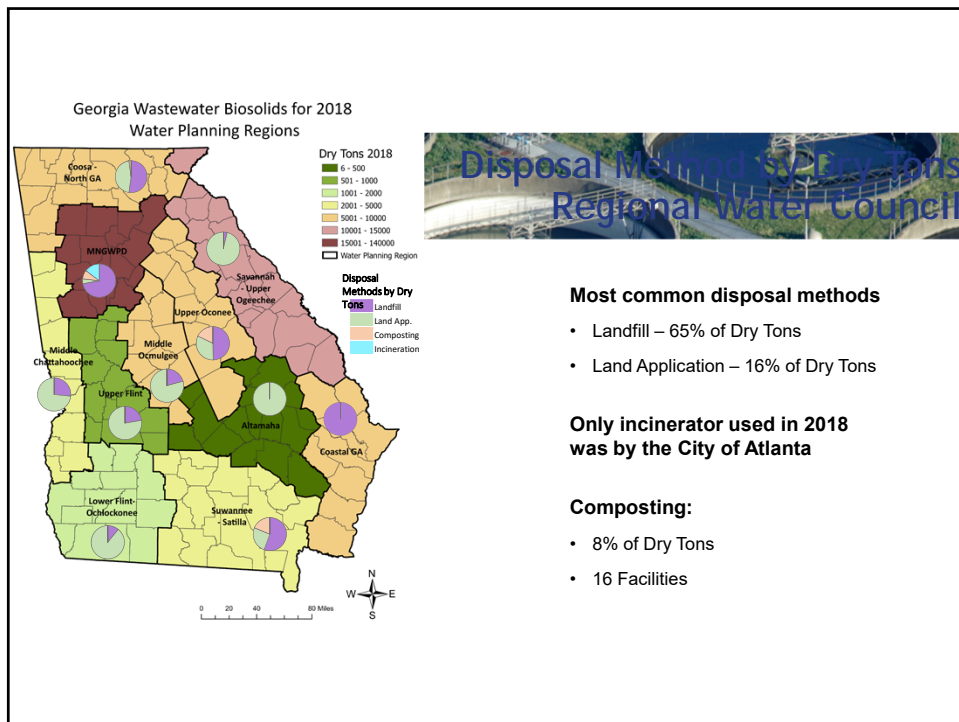 Georgia Wastewater Biosolids for 2018
Water Planning Regions
Dry Tons 2018
6 - 500
501 - 1000
1001 - 2000
2001 - 5000
5001 - 10000
10001 - 15000
15001 - 140000
Water Planning Region
Disposal
Methods by Dry
Tons
Landfill
Land App.
Composting
Incineration
Coosa -
North GA
MNGWPD
Savannah
- Upper
Ogeechee
Upper Oconee
Middle
Ocmulgee
Middle
Chattahoochee
Upper Flint
Altamaha
Coastal GA
Lower Flint-
Ochlockonee
Suwannee
- Satilla
N
W
E
S
0 20 40 80 Miles
Disposal Method by Dry Tons
Regional Water Council
Most common disposal methods
• Landfill – 65% of Dry Tons
• Land Application – 16% of Dry Tons
Only incinerator used in 2018
was by the City of Atlanta
Composting:
• 8% of Dry Tons
• 16 Facilities